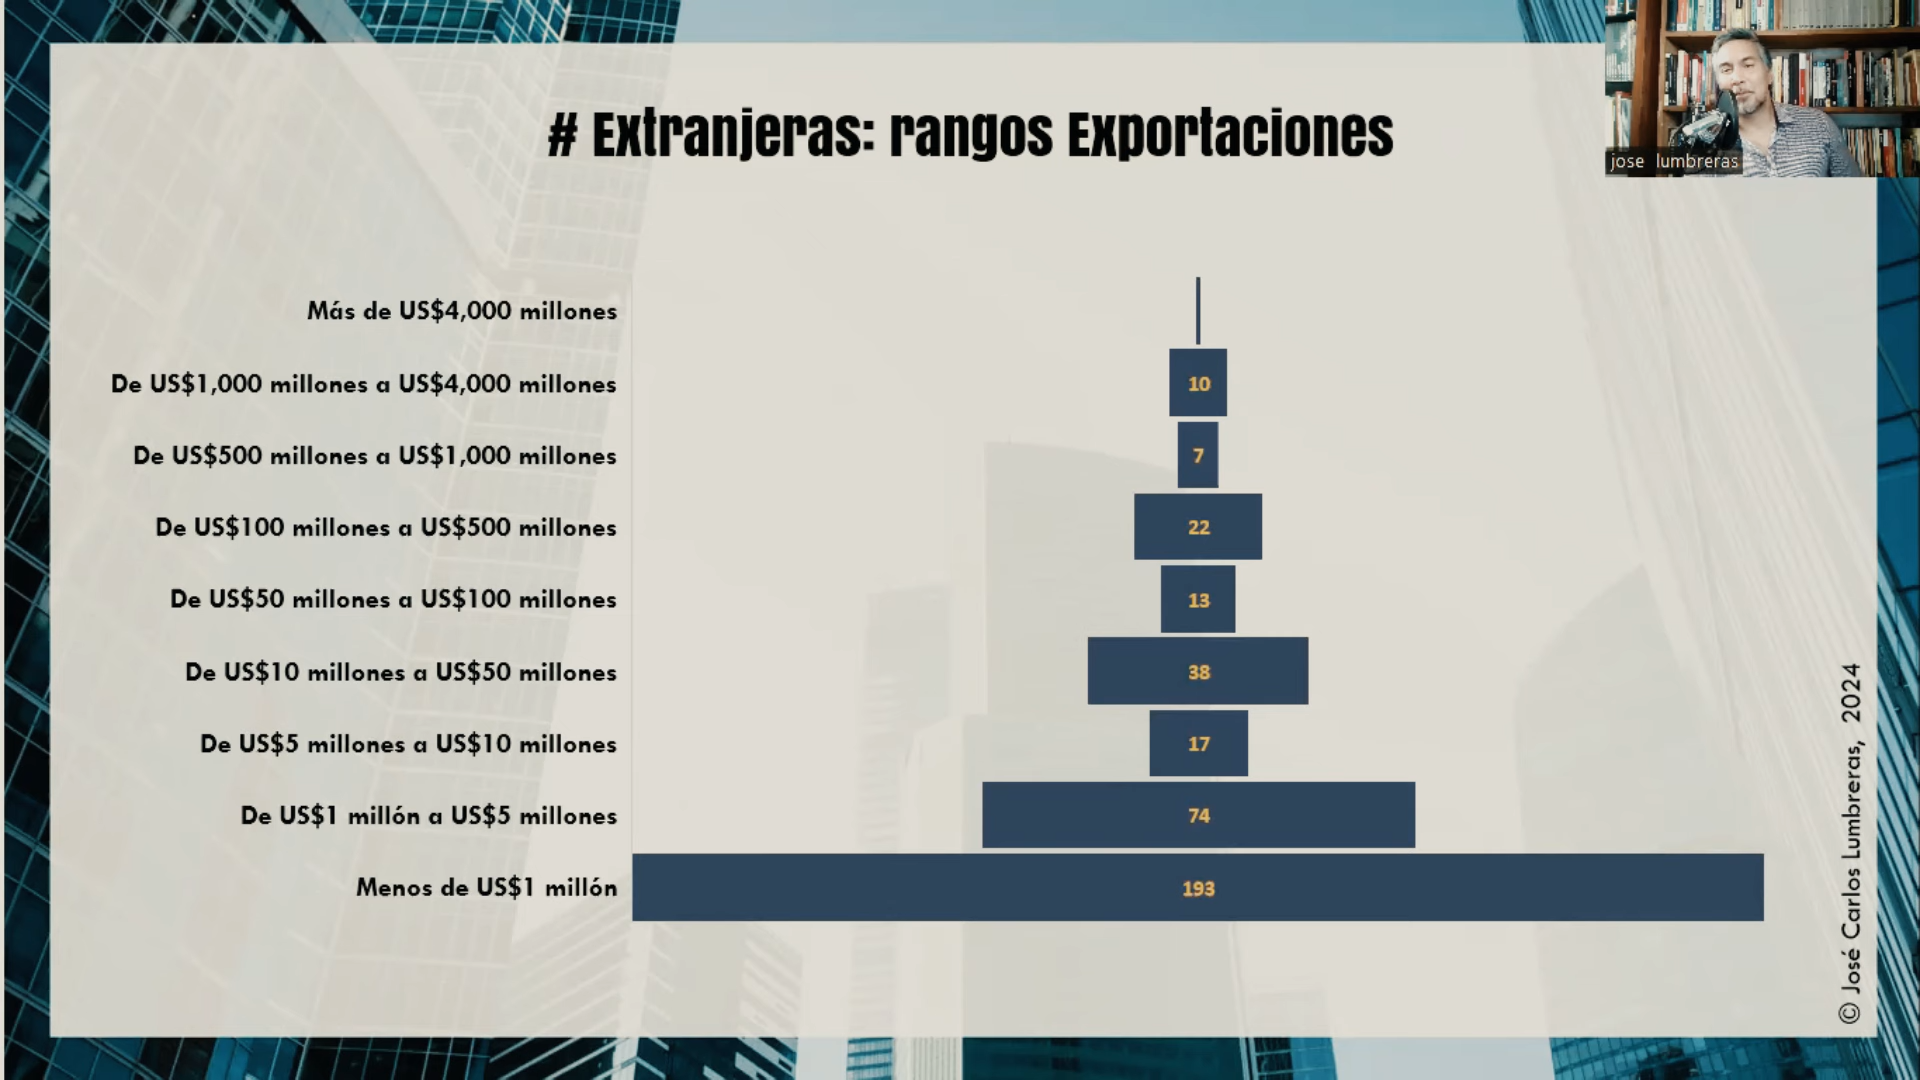 # Extranjeras: rangos Exportaciones
jose lumbreras
Más de US$4,000 millones
De US$1,000 millones a US$4,000 millones
10
De US$500 millones a US$1,000 millones
7
De US$100 millones a US$500 millones
22
De US$50 millones a US$100 millones
13
De US$10 millones a US$50 millones
38
De US$5 millones a US$10 millones
17
De US$1 millón a US$5 millones
74
Menos de US$1 millón
193
© José Carlos Lumbreras, 2024